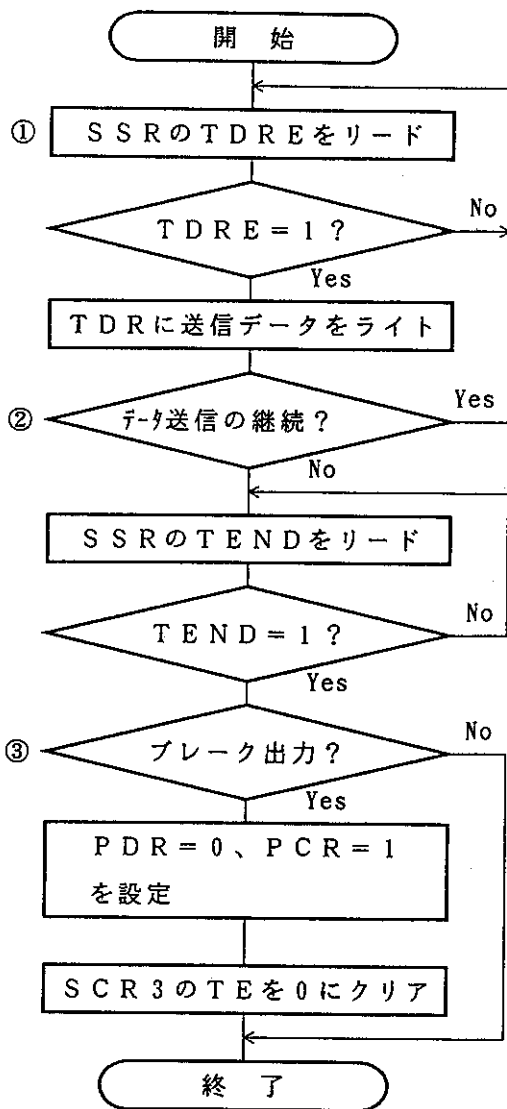 開 始
① SSRのTDREをリード
TDRE=1?
No
Yes
TDRに送信データをライト
② データ送信の継続?
Yes
No
SSRのTENDをリード
TEND=1?
No
Yes
③ ブレーク出力?
No
Yes
PDR=0、PCR=1
を設定
SCR3のTEを0にクリア
終 了